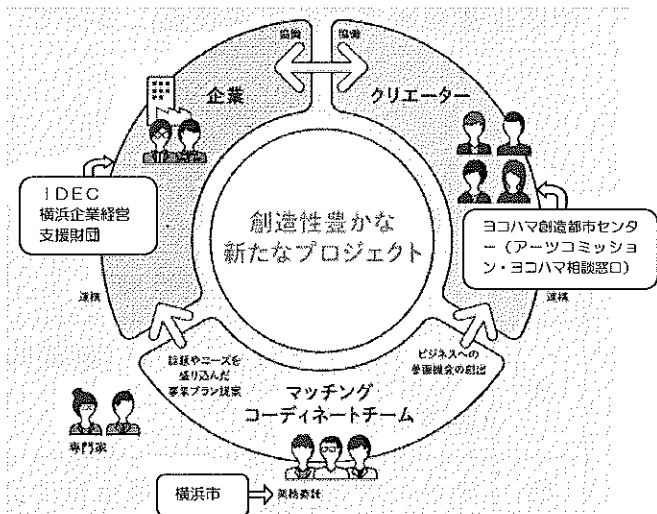 協働
協働
企業
クリエーター
IDEC
横浜企業経営
支援財団
創造性豊かな
新たなプロジェクト
ヨコハマ創造都市センタ
ー（アーツコミッショ
ン・ヨコハマ相談窓口）
連携
連携
課題やニーズを
盛り込んだ
事業プラン提案
ビジネスへの
参画機会の創出
マッチング
コーディネートチーム
専門家
横浜市
業務委託